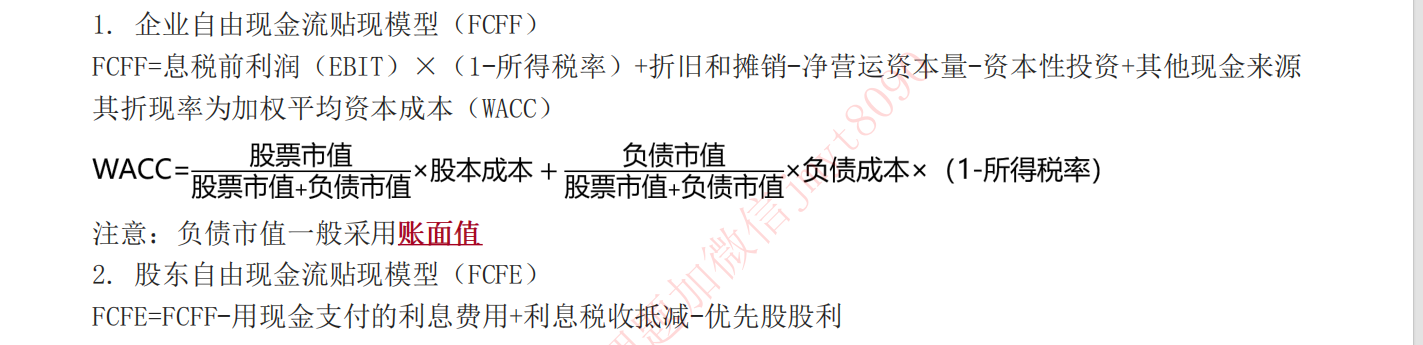 1. 企业自由现金流贴现模型（FCFF）
FCFF=息税前利润（EBIT）×（1-所得税率）+折旧和摊销-净营运资本量-资本性投资+其他现金来源
其折现率为加权平均资本成本（WACC）
WACC=股票市值/股票市值+负债市值×股本成本+负债市值/股票市值+负债市值×负债成本×（1-所得税率）
注意：负债市值一般采用账面值
2. 股东自由现金流贴现模型（FCFE）
FCFE=FCFF-用现金支付的利息费用+利息税收抵减-优先股股利
题加微信